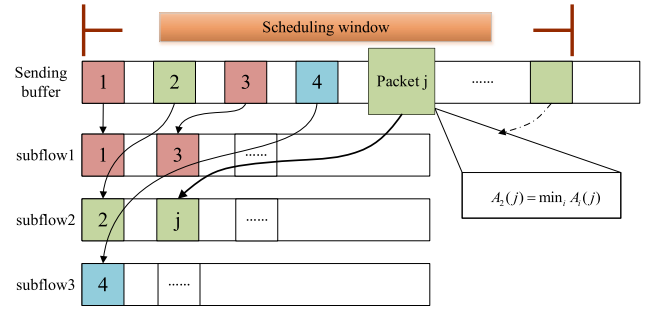 Scheduling window
Sending
buffer
1
2
3
4
Packet j
......
subflow1
1
3
......
subflow2
2
j
......
A₂(j) = minᵢ Aᵢ(j)
subflow3
4
......